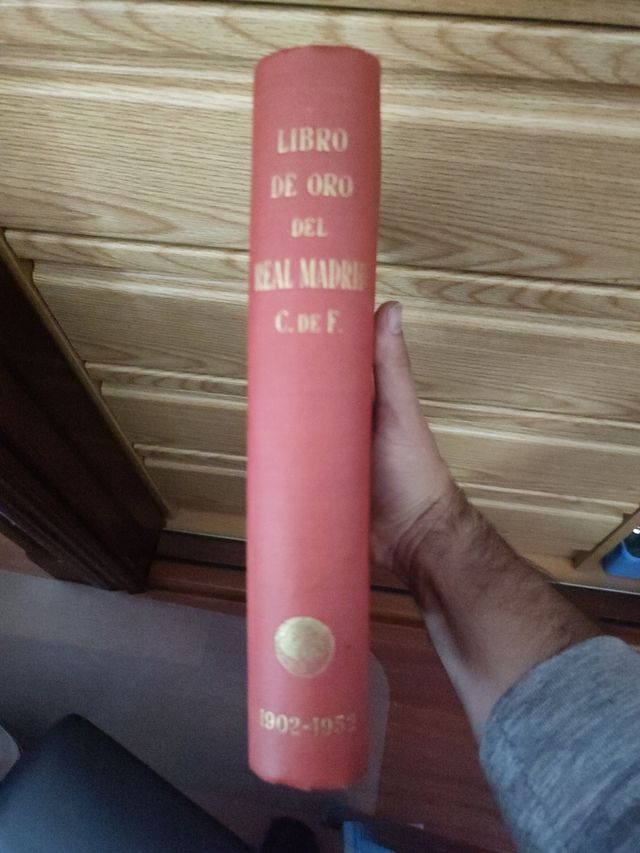 LIBRO
DE ORO
DEL
REAL MADRID
C. DE F.
1902-1952